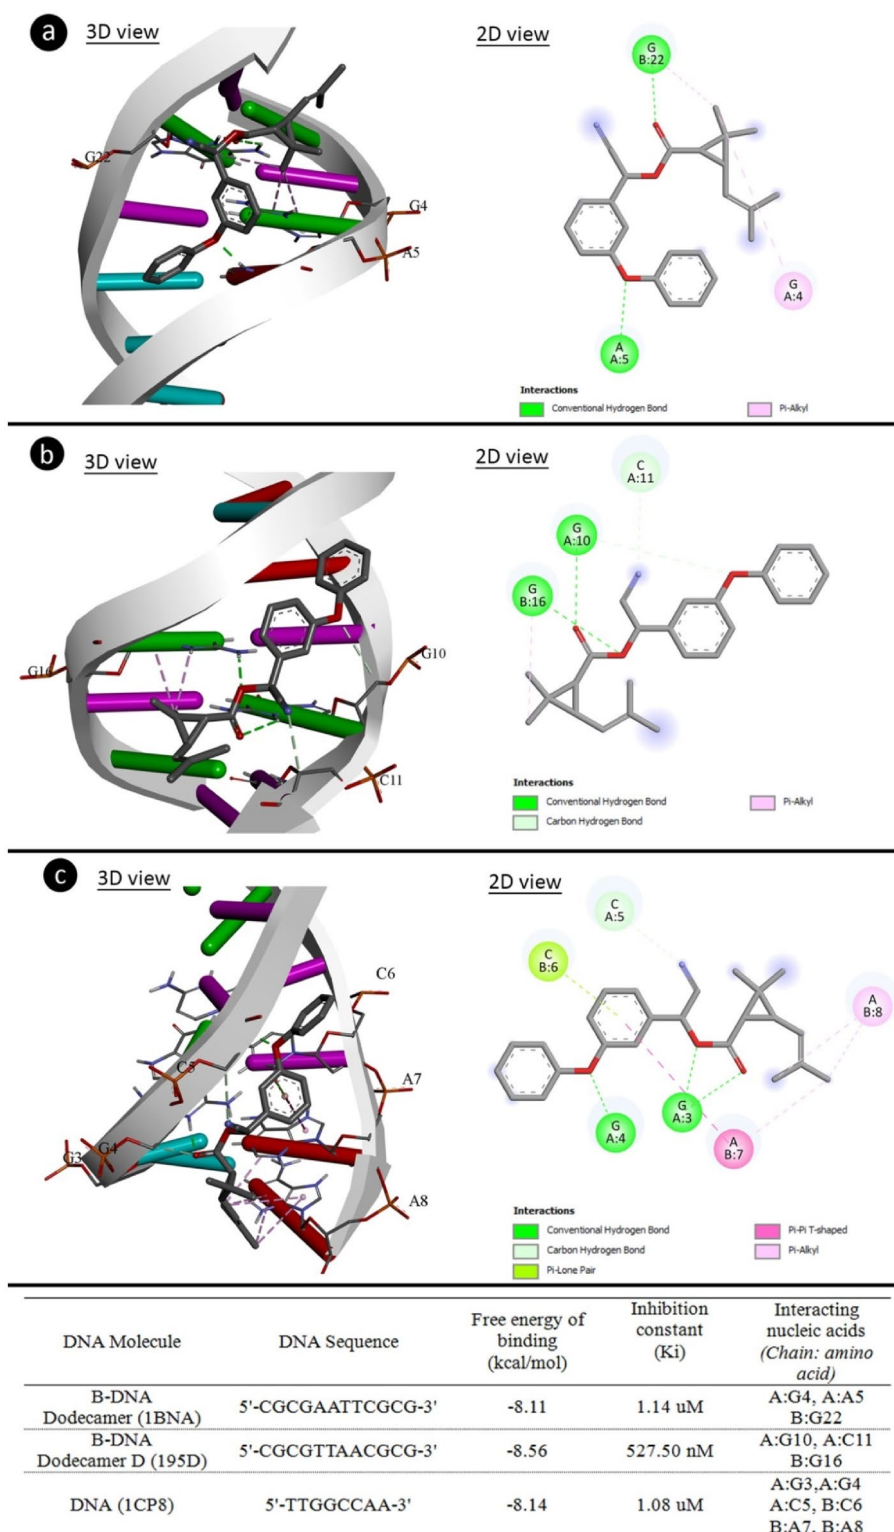 a
3D view
2D view
G22
G4
A5
G
B:22
G
A:4
A
A:5
Interactions
Conventional Hydrogen Bond
Pi-Alkyl
b
3D view
2D view
G16
G10
C11
C
A:11
G
A:10
G
B:16
Interactions
Conventional Hydrogen Bond
Pi-Alkyl
Carbon Hydrogen Bond
c
3D view
2D view
C6
C5
A7
G3
G4
A8
C
A:5
C
B:6
A
B:8
G
A:4
G
A:3
A
B:7
Interactions
Conventional Hydrogen Bond
Pi-Pi T-shaped
Carbon Hydrogen Bond
Pi-Alkyl
Pi-Lone Pair
DNA Molecule
DNA Sequence
Free energy of
binding
(kcal/mol)
Inhibition
constant
(Ki)
Interacting
nucleic acids
(Chain: amino
acid)
B-DNA
Dodecamer (1BNA)
5'-CGCGAATTCGCG-3'
-8.11
1.14 uM
A:G4, A:A5
B:G22
B-DNA
Dodecamer D (195D)
5'-CGCGTTAACGCG-3'
-8.56
527.50 nM
A:G10, A:C11
B:G16
DNA (1CP8)
5'-TTGGCCAA-3'
-8.14
1.08 uM
A:G3,A:G4
A:C5, B:C6
B:A7, B:A8